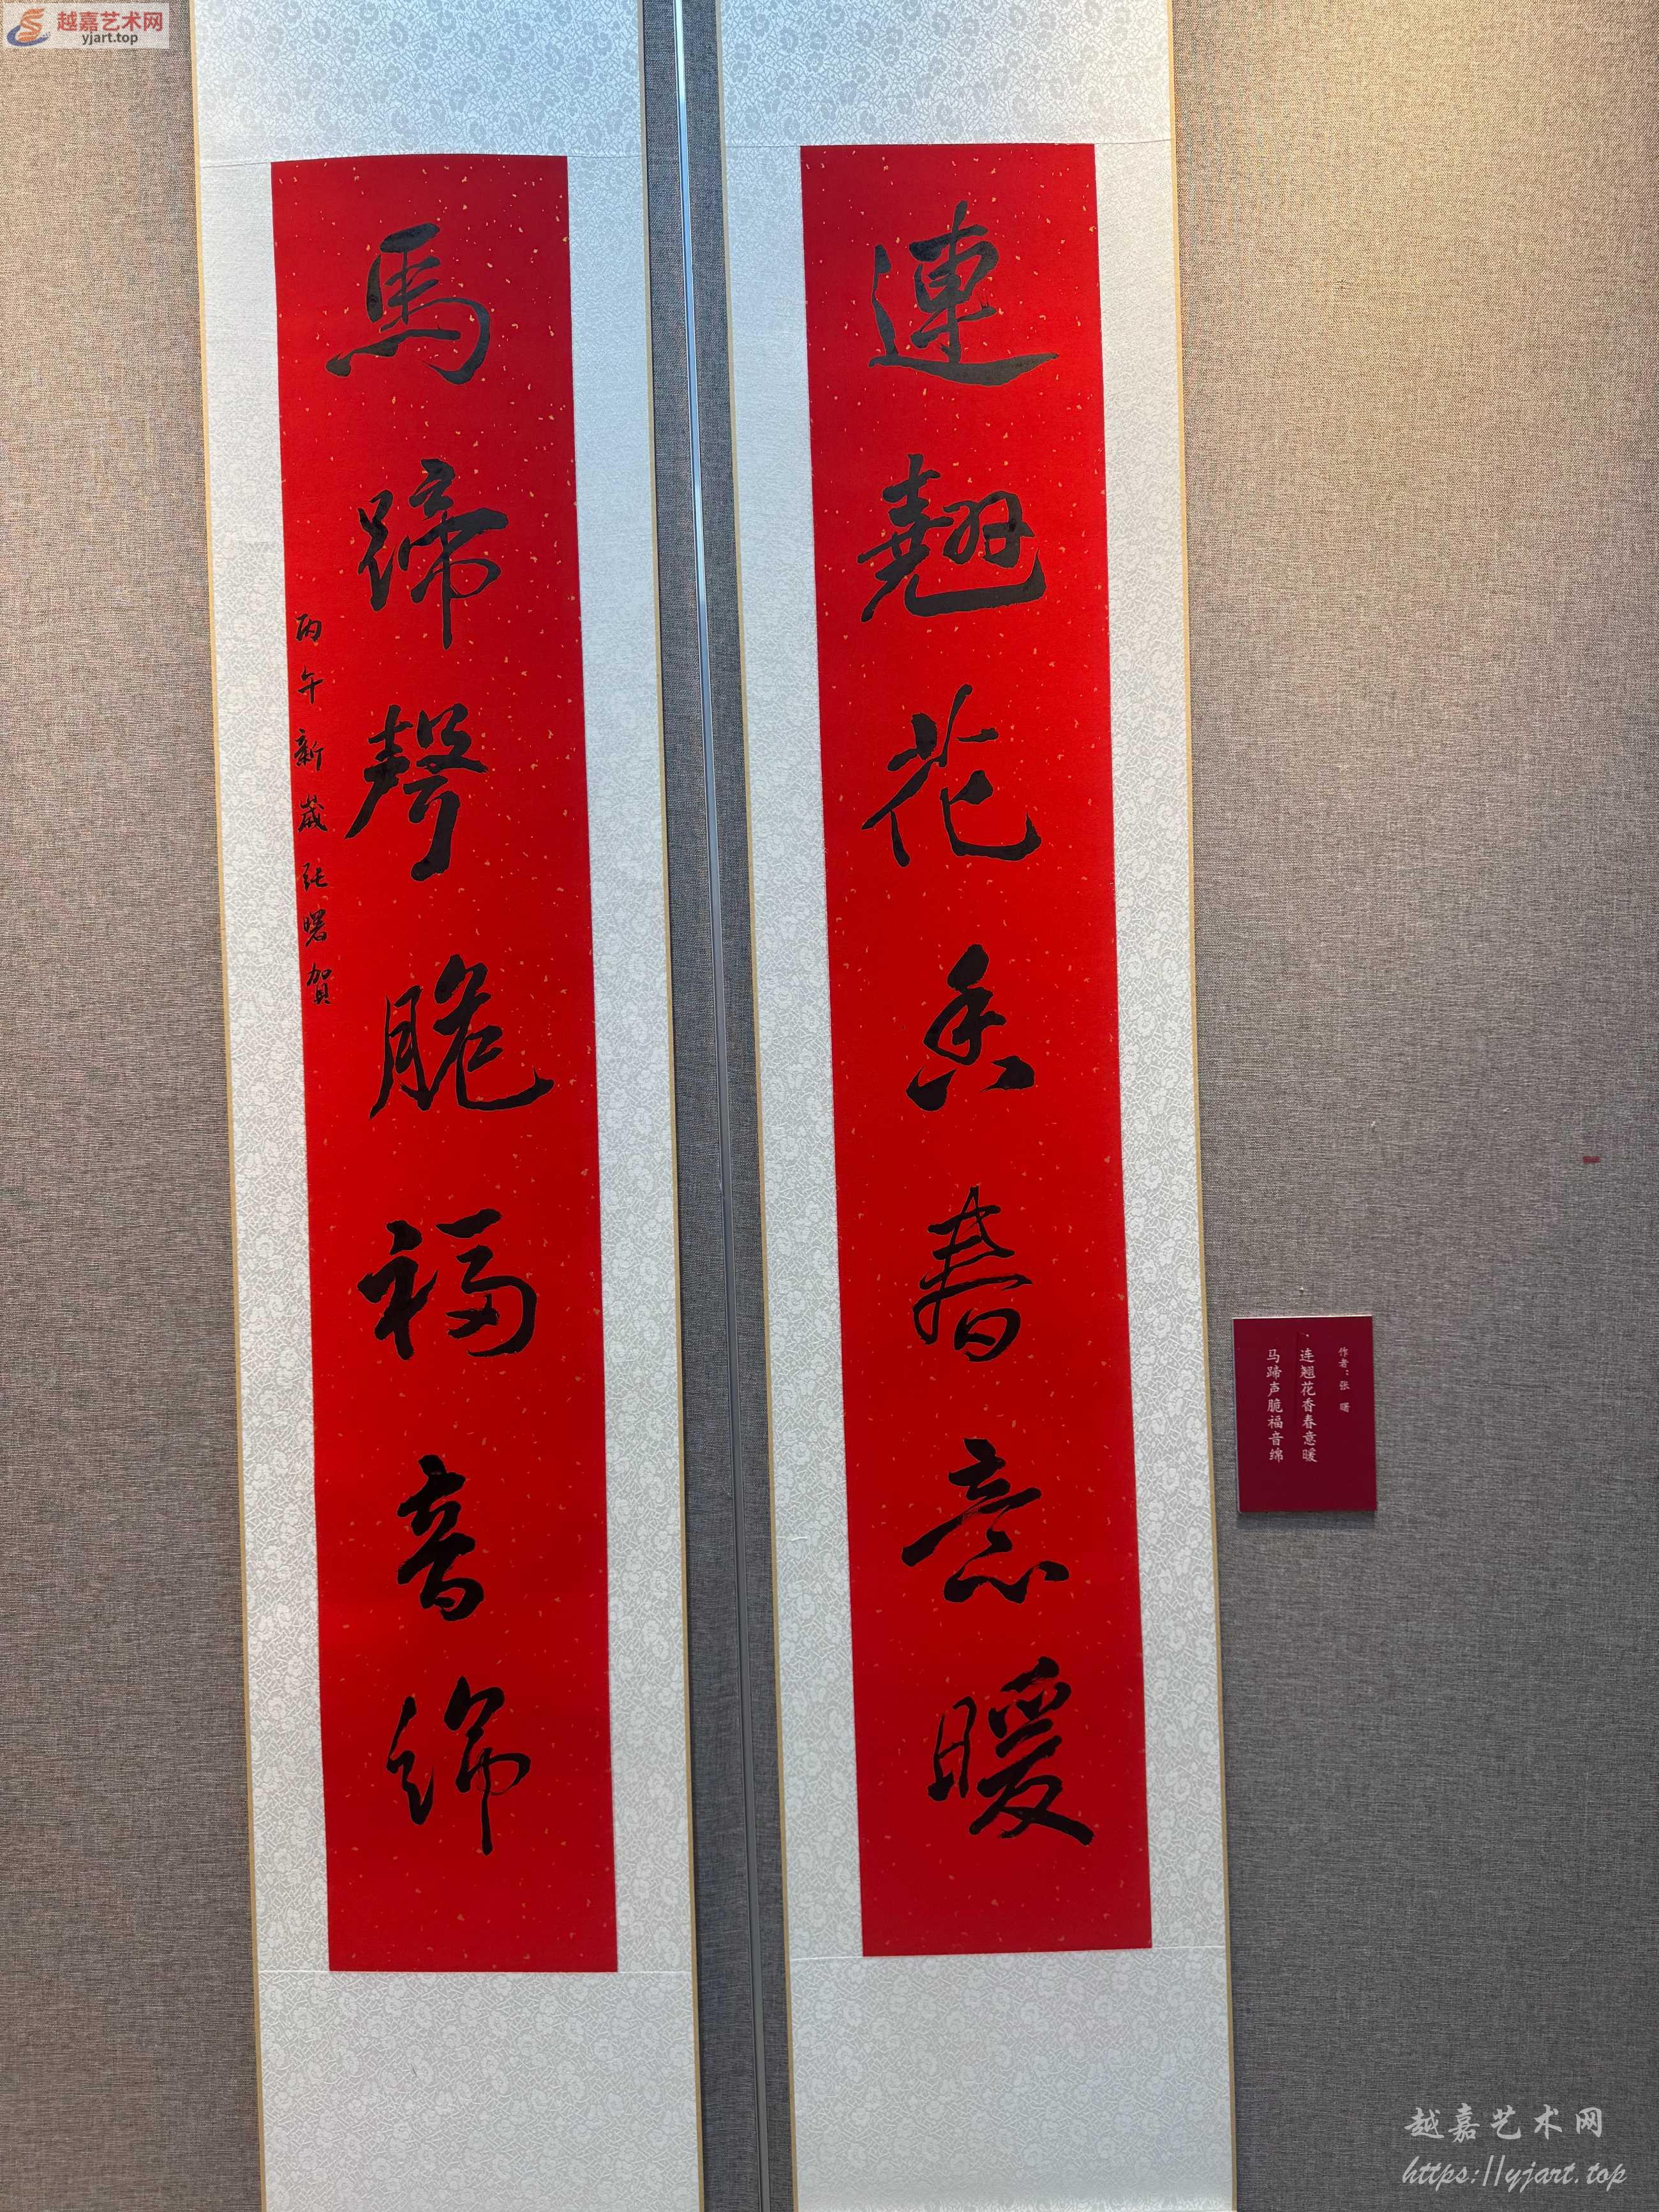 越嘉艺术网
yjart.top
連翹花香春意暖
馬蹄聲脆福音綿
丙午新歲張曙賀
作者：张 曙
连翘花香春意暖
马蹄声脆福音绵
越嘉艺术网
https://yjart.top